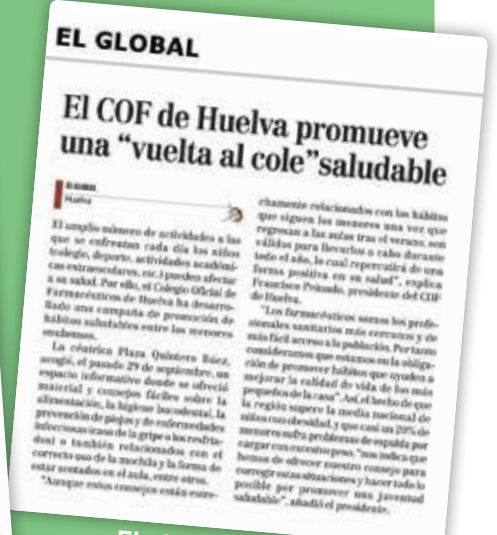 EL GLOBAL
El COF de Huelva promueve
una “vuelta al cole”saludable
EL GLOBAL
Huelva
El amplio número de actividades a las
que se enfrentan cada día los niños
(colegio, deporte, actividades académi-
cas extraescolares, etc.) pueden afectar
a su salud. Por ello, el Colegio Oficial de
Farmacéuticos de Huelva ha desarro-
llado una campaña de promoción de
hábitos saludables entre los menores
onubenses.
La céntrica Plaza Quintero Báez,
acogió, el pasado 29 de septiembre, un
espacio informativo donde se ofreció
material y consejos fáciles sobre la
alimentación, la higiene bucodental, la
prevención de piojos y de enfermedades
infecciosas (caso de la gripe o los resfria-
dos) o también relacionados con el
correcto uso de la mochila y la forma de
estar sentados en el aula, entre otros.
"Aunque estos consejos están estre-
chamente relacionados con los hábitos
que siguen los menores una vez que
regresan a las aulas tras el verano, son
válidos para llevarlos a cabo durante
todo el año, lo cual repercutirá de una
forma positiva en su salud", explica
Francisco Peinado, presidente del COF
de Huelva.
"Los farmacéuticos somos los profe-
sionales sanitarios más cercanos y de
más fácil acceso a la población. Por tanto
consideramos que estamos en la obliga-
ción de promover hábitos que ayuden a
mejorar la calidad de vida de los más
pequeños de la casa". Así, el hecho de que
la región supere la media nacional de
niños con obesidad, y que casi un 20% de
menores sufra problemas de espalda por
cargar con excesivo peso, "nos indica que
hemos de ofrecer nuestro consejo para
corregir estas situaciones y hacer todo lo
posible por promover una juventud
saludable", añadió el presidente.